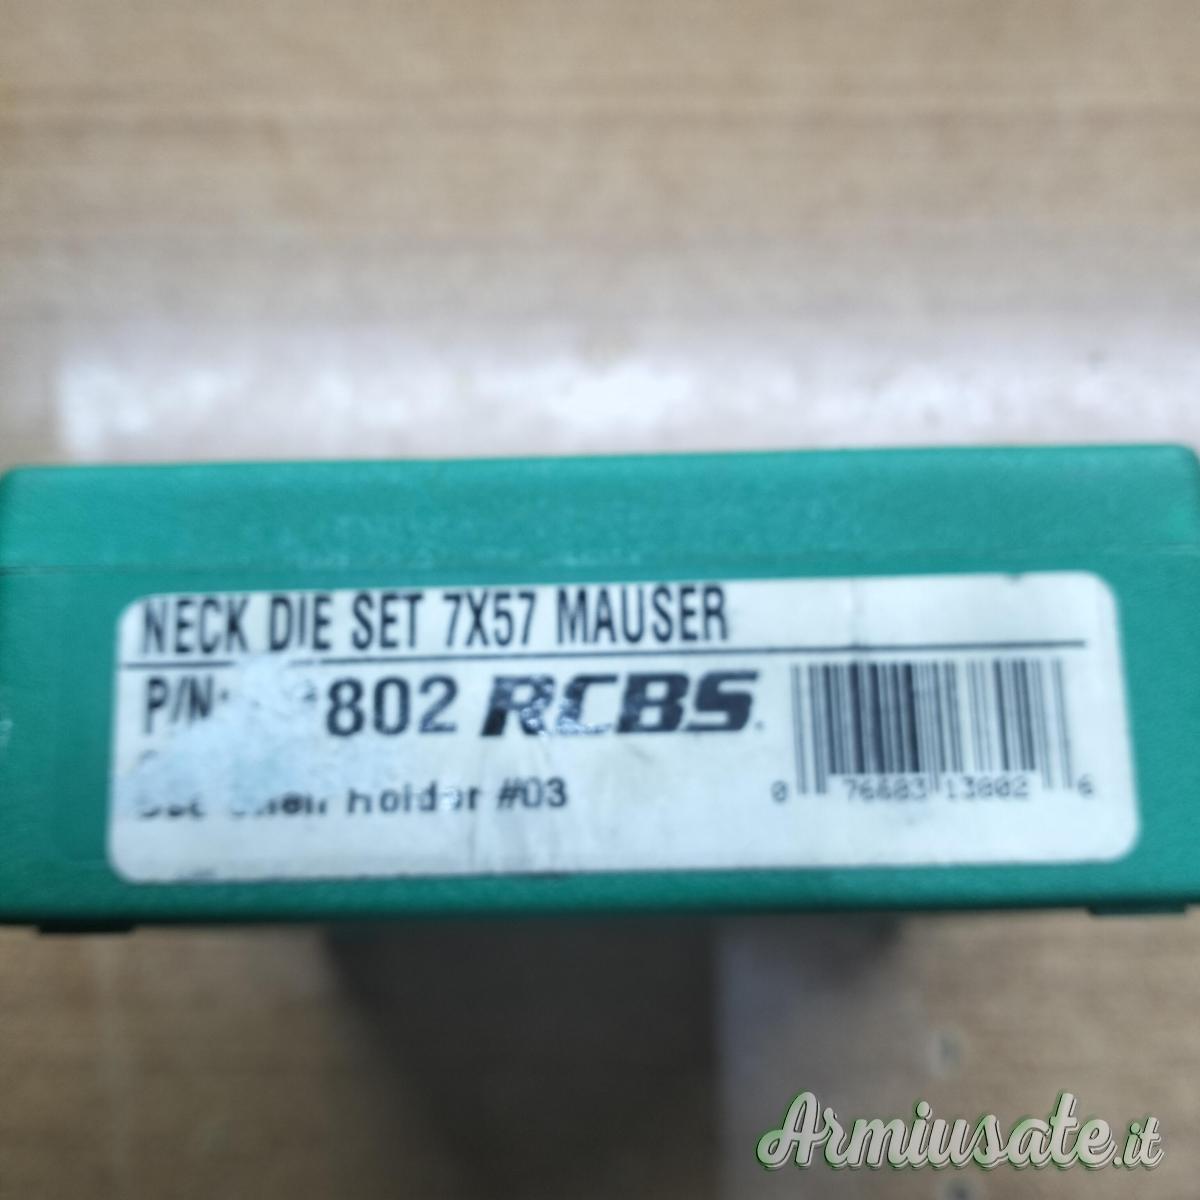 NECK DIE SET 7X57 MAUSER
P/N: 802 RCBS.
Holder #03
0 76683 13802 6
Armiusate.it